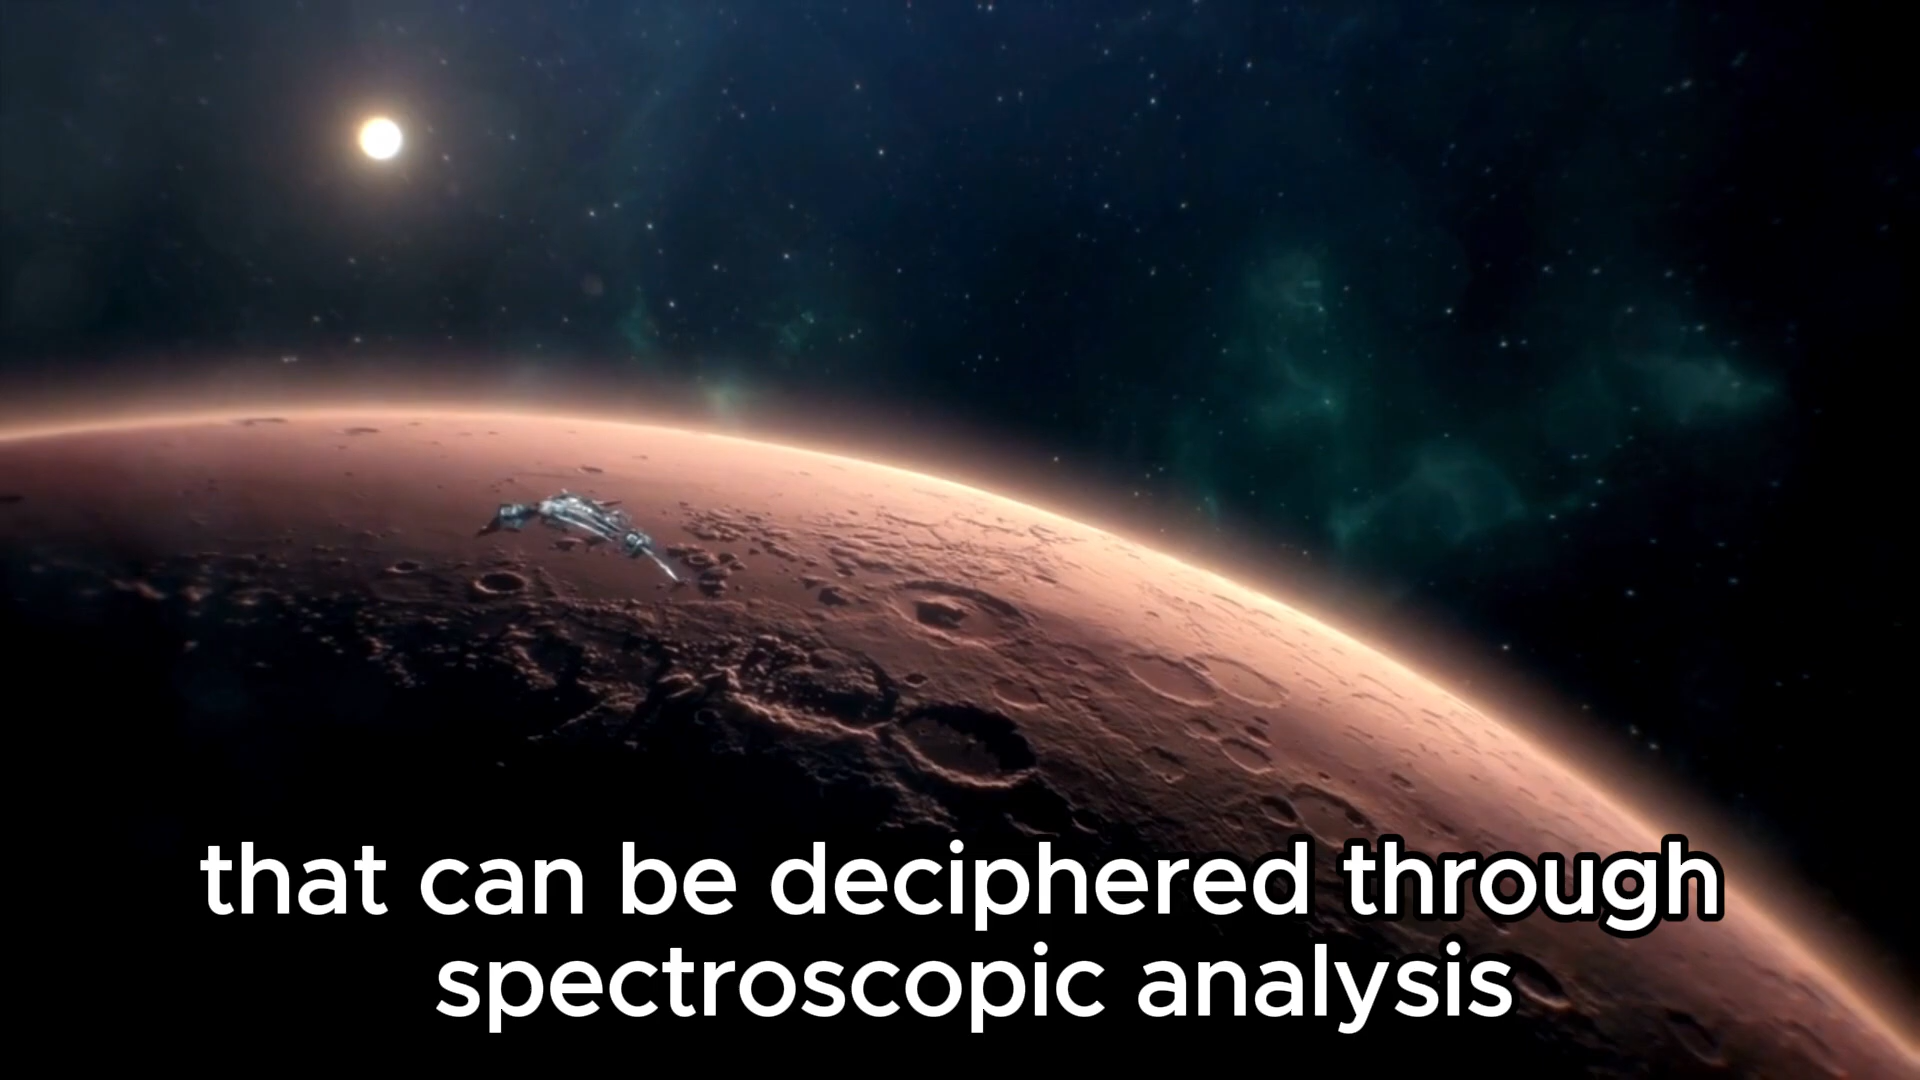 that can be deciphered through
spectroscopic analysis